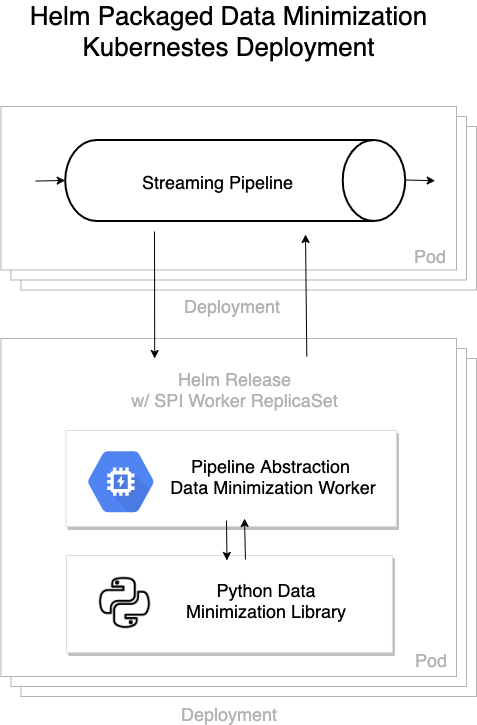 Helm Packaged Data Minimization
Kubernestes Deployment
Streaming Pipeline
Pod
Deployment
Helm Release
w/ SPI Worker ReplicaSet
Pipeline Abstraction
Data Minimization Worker
Python Data
Minimization Library
Pod
Deployment